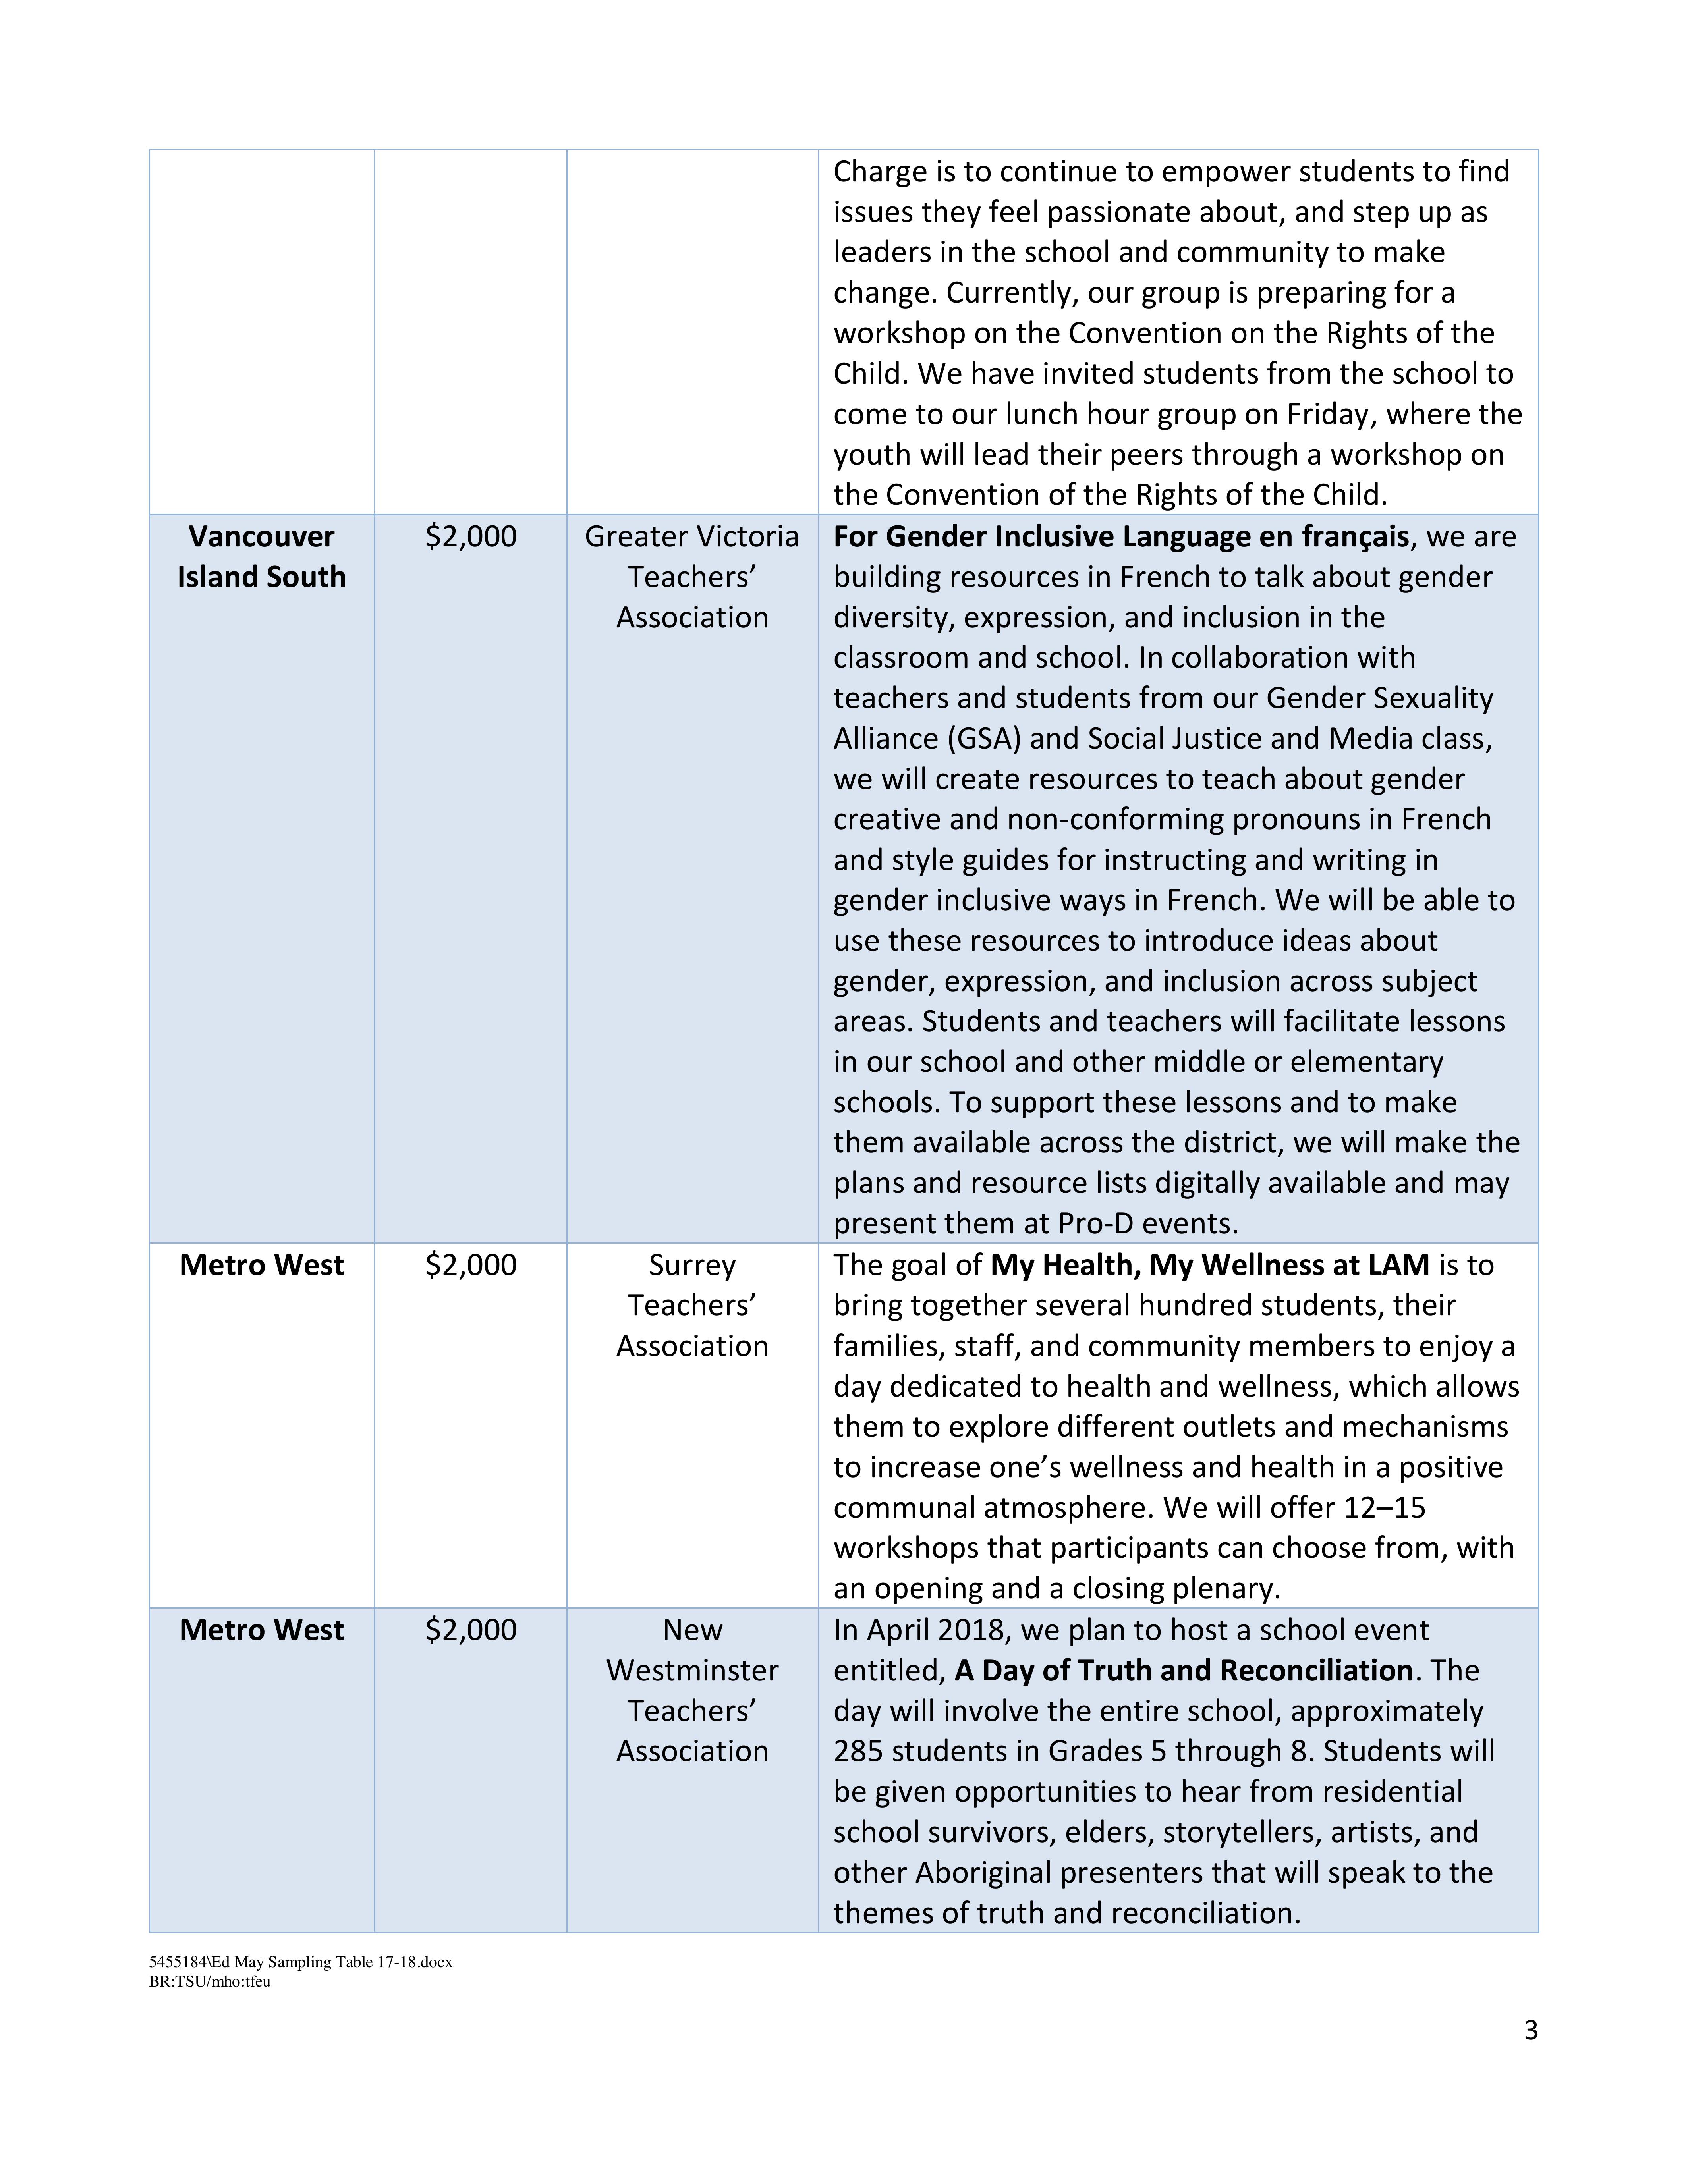 Charge is to continue to empower students to find
issues they feel passionate about, and step up as
leaders in the school and community to make
change. Currently, our group is preparing for a
workshop on the Convention on the Rights of the
Child. We have invited students from the school to
come to our lunch hour group on Friday, where the
youth will lead their peers through a workshop on
the Convention of the Rights of the Child.
Vancouver
Island South
$2,000
Greater Victoria
Teachers’
Association
For Gender Inclusive Language en français, we are
building resources in French to talk about gender
diversity, expression, and inclusion in the
classroom and school. In collaboration with
teachers and students from our Gender Sexuality
Alliance (GSA) and Social Justice and Media class,
we will create resources to teach about gender
creative and non-conforming pronouns in French
and style guides for instructing and writing in
gender inclusive ways in French. We will be able to
use these resources to introduce ideas about
gender, expression, and inclusion across subject
areas. Students and teachers will facilitate lessons
in our school and other middle or elementary
schools. To support these lessons and to make
them available across the district, we will make the
plans and resource lists digitally available and may
present them at Pro-D events.
Metro West
$2,000
Surrey
Teachers’
Association
The goal of My Health, My Wellness at LAM is to
bring together several hundred students, their
families, staff, and community members to enjoy a
day dedicated to health and wellness, which allows
them to explore different outlets and mechanisms
to increase one’s wellness and health in a positive
communal atmosphere. We will offer 12–15
workshops that participants can choose from, with
an opening and a closing plenary.
Metro West
$2,000
New
Westminster
Teachers’
Association
In April 2018, we plan to host a school event
entitled, A Day of Truth and Reconciliation. The
day will involve the entire school, approximately
285 students in Grades 5 through 8. Students will
be given opportunities to hear from residential
school survivors, elders, storytellers, artists, and
other Aboriginal presenters that will speak to the
themes of truth and reconciliation.
5455184\Ed May Sampling Table 17-18.docx
BR:TSU/mho:tfeu
3